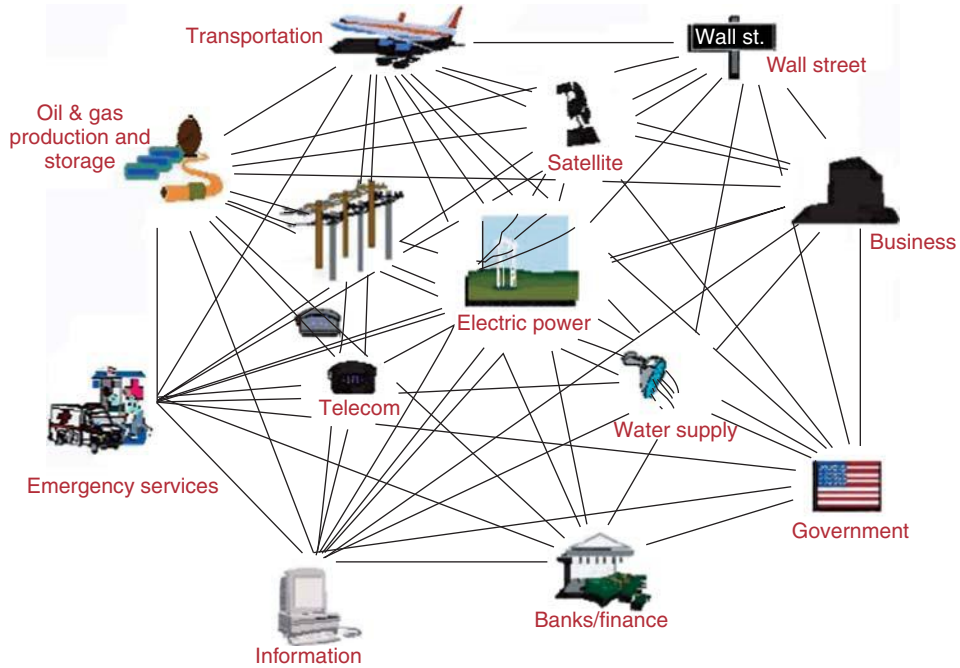 Transportation
Wall st.
Wall street
Oil & gas
production and
storage
Satellite
Business
Electric power
Telecom
Water supply
Emergency services
Government
Banks/finance
Information